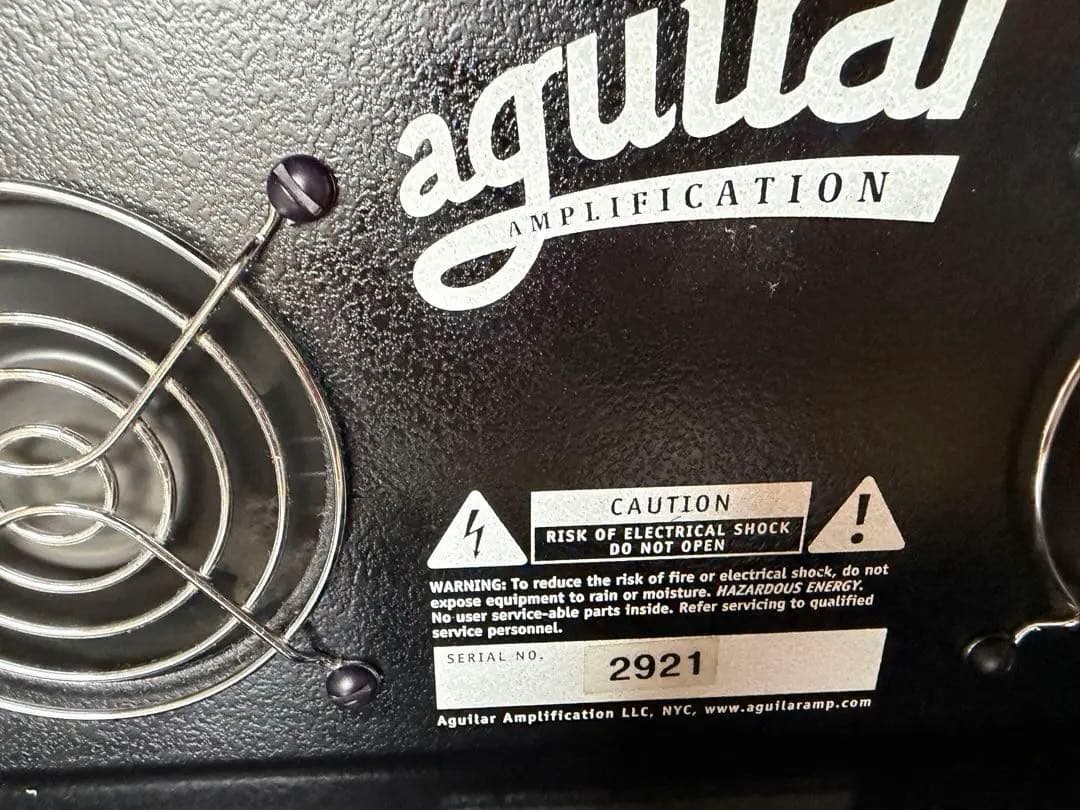 aguilar
AMPLIFICATION
CAUTION
RISK OF ELECTRICAL SHOCK
DO NOT OPEN
WARNING: To reduce the risk of fire or electrical shock, do not
expose equipment to rain or moisture. HAZARDOUS ENERGY.
No user service-able parts inside. Refer servicing to qualified
service personnel.
SERIAL NO. 2921
Aguilar Amplification LLC, NYC, www.aguilaramp.com